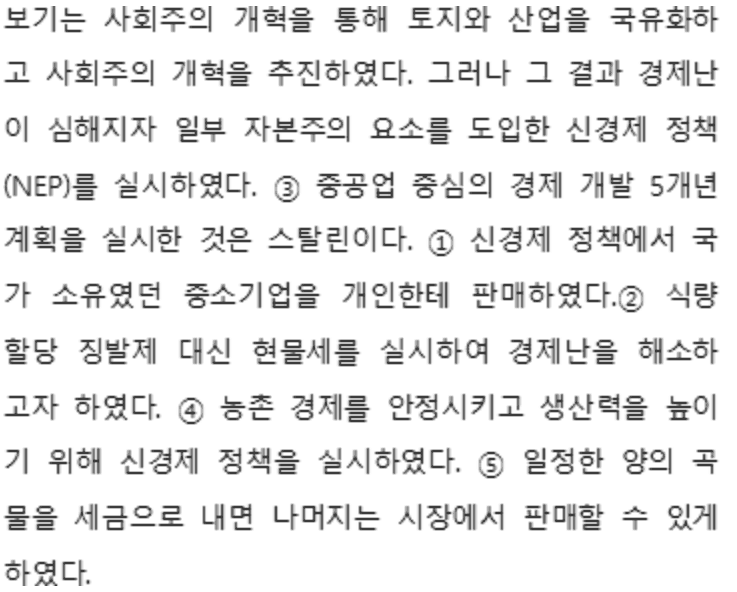 보기는 사회주의 개혁을 통해 토지와 산업을 국유화하
고 사회주의 개혁을 추진하였다. 그러나 그 결과 경제난
이 심해지자 일부 자본주의 요소를 도입한 신경제 정책
(NEP)를 실시하였다. ③ 중공업 중심의 경제 개발 5개년
계획을 실시한 것은 스탈린이다. ① 신경제 정책에서 국
가 소유였던 중소기업을 개인한테 판매하였다.② 식량
할당 징발제 대신 현물세를 실시하여 경제난을 해소하
고자 하였다. ④ 농촌 경제를 안정시키고 생산력을 높이
기 위해 신경제 정책을 실시하였다. ⑤ 일정한 양의 곡
물을 세금으로 내면 나머지는 시장에서 판매할 수 있게
하였다.